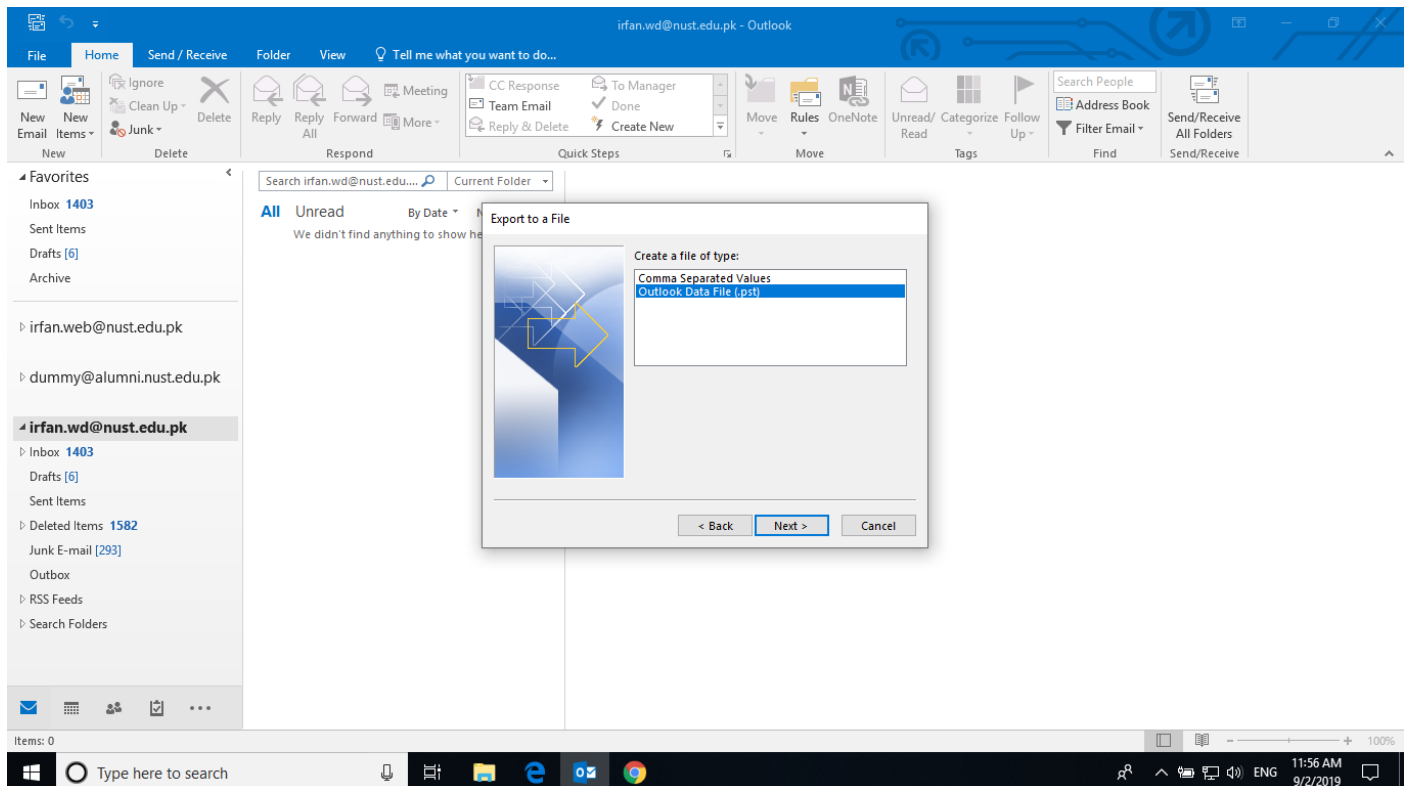 irfan.wd@nust.edu.pk - Outlook
File Home Send / Receive Folder View Tell me what you want to do...
New Email
New Items
Ignore
Clean Up
Junk
Delete
Reply
Reply All
Forward
Meeting
More
CC Response
Team Email
Reply & Delete
To Manager
Done
Create New
Move
Rules
OneNote
Unread/ Read
Categorize
Follow Up
Search People
Address Book
Filter Email
Send/Receive All Folders
New Delete Respond Quick Steps Move Tags Find Send/Receive
Favorites
Inbox 1403
Sent Items
Drafts [6]
Archive
irfan.web@nust.edu.pk
dummy@alumni.nust.edu.pk
irfan.wd@nust.edu.pk
Inbox 1403
Drafts [6]
Sent Items
Deleted Items 1582
Junk E-mail [293]
Outbox
RSS Feeds
Search Folders
Search irfan.wd@nust.edu.... Current Folder
All Unread By Date
We didn't find anything to show he
Export to a File
Create a file of type:
Comma Separated Values
Outlook Data File (.pst)
< Back Next > Cancel
Items: 0
100%
Type here to search
ENG
11:56 AM
9/2/2019